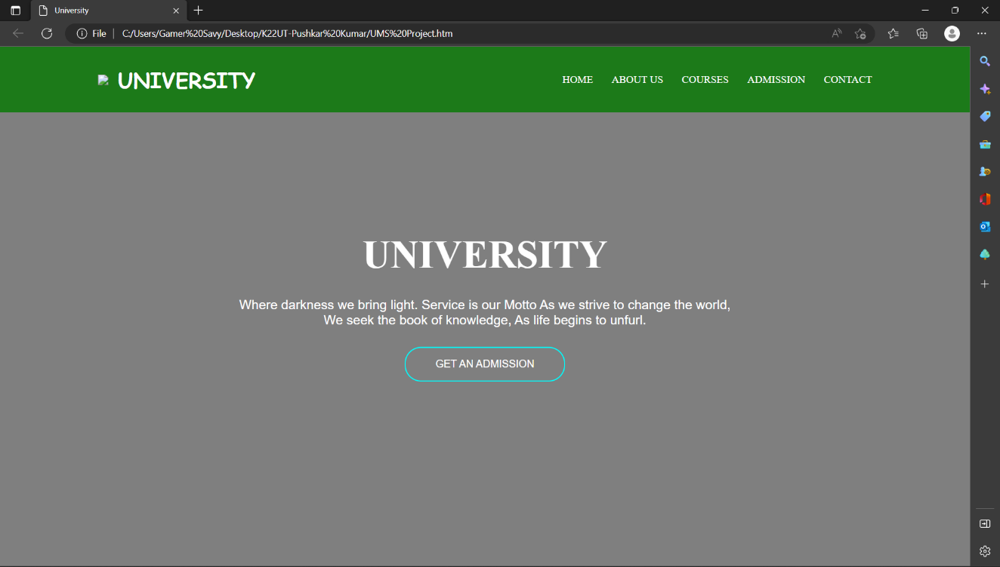 University
File
C:/Users/Gamer%20Savy/Desktop/K22UT-Pushkar%20Kumar/UMS%20Project.htm
UNIVERSITY
HOME ABOUT US COURSES ADMISSION CONTACT
UNIVERSITY
Where darkness we bring light. Service is our Motto As we strive to change the world,
We seek the book of knowledge, As life begins to unfurl.
GET AN ADMISSION